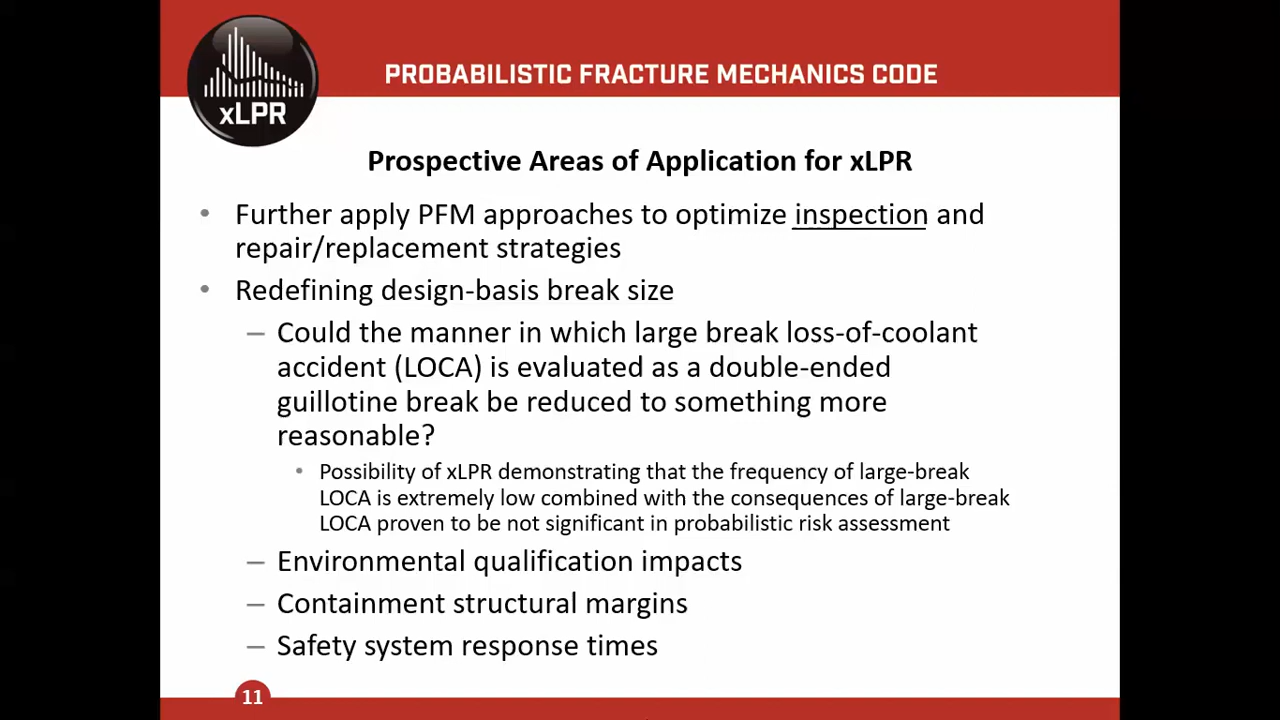 xLPR
PROBABILISTIC FRACTURE MECHANICS CODE
Prospective Areas of Application for xLPR
• Further apply PFM approaches to optimize inspection and
repair/replacement strategies
• Redefining design-basis break size
– Could the manner in which large break loss-of-coolant
accident (LOCA) is evaluated as a double-ended
guillotine break be reduced to something more
reasonable?
• Possibility of xLPR demonstrating that the frequency of large-break
LOCA is extremely low combined with the consequences of large-break
LOCA proven to be not significant in probabilistic risk assessment
– Environmental qualification impacts
– Containment structural margins
– Safety system response times
11